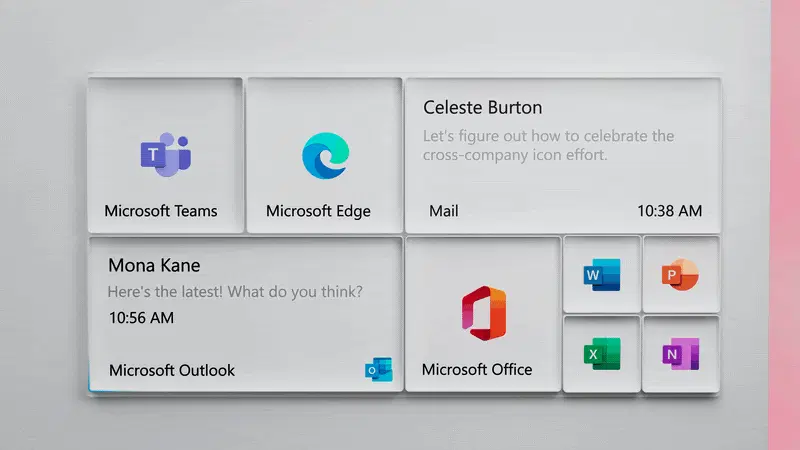 Celeste Burton
Let's figure out how to celebrate the
cross-company icon effort.
T
Microsoft Teams
Microsoft Edge
Mail
10:38 AM
Mona Kane
Here's the latest! What do you think?
10:56 AM
Microsoft Outlook
O
Microsoft Office
W
P
X
N